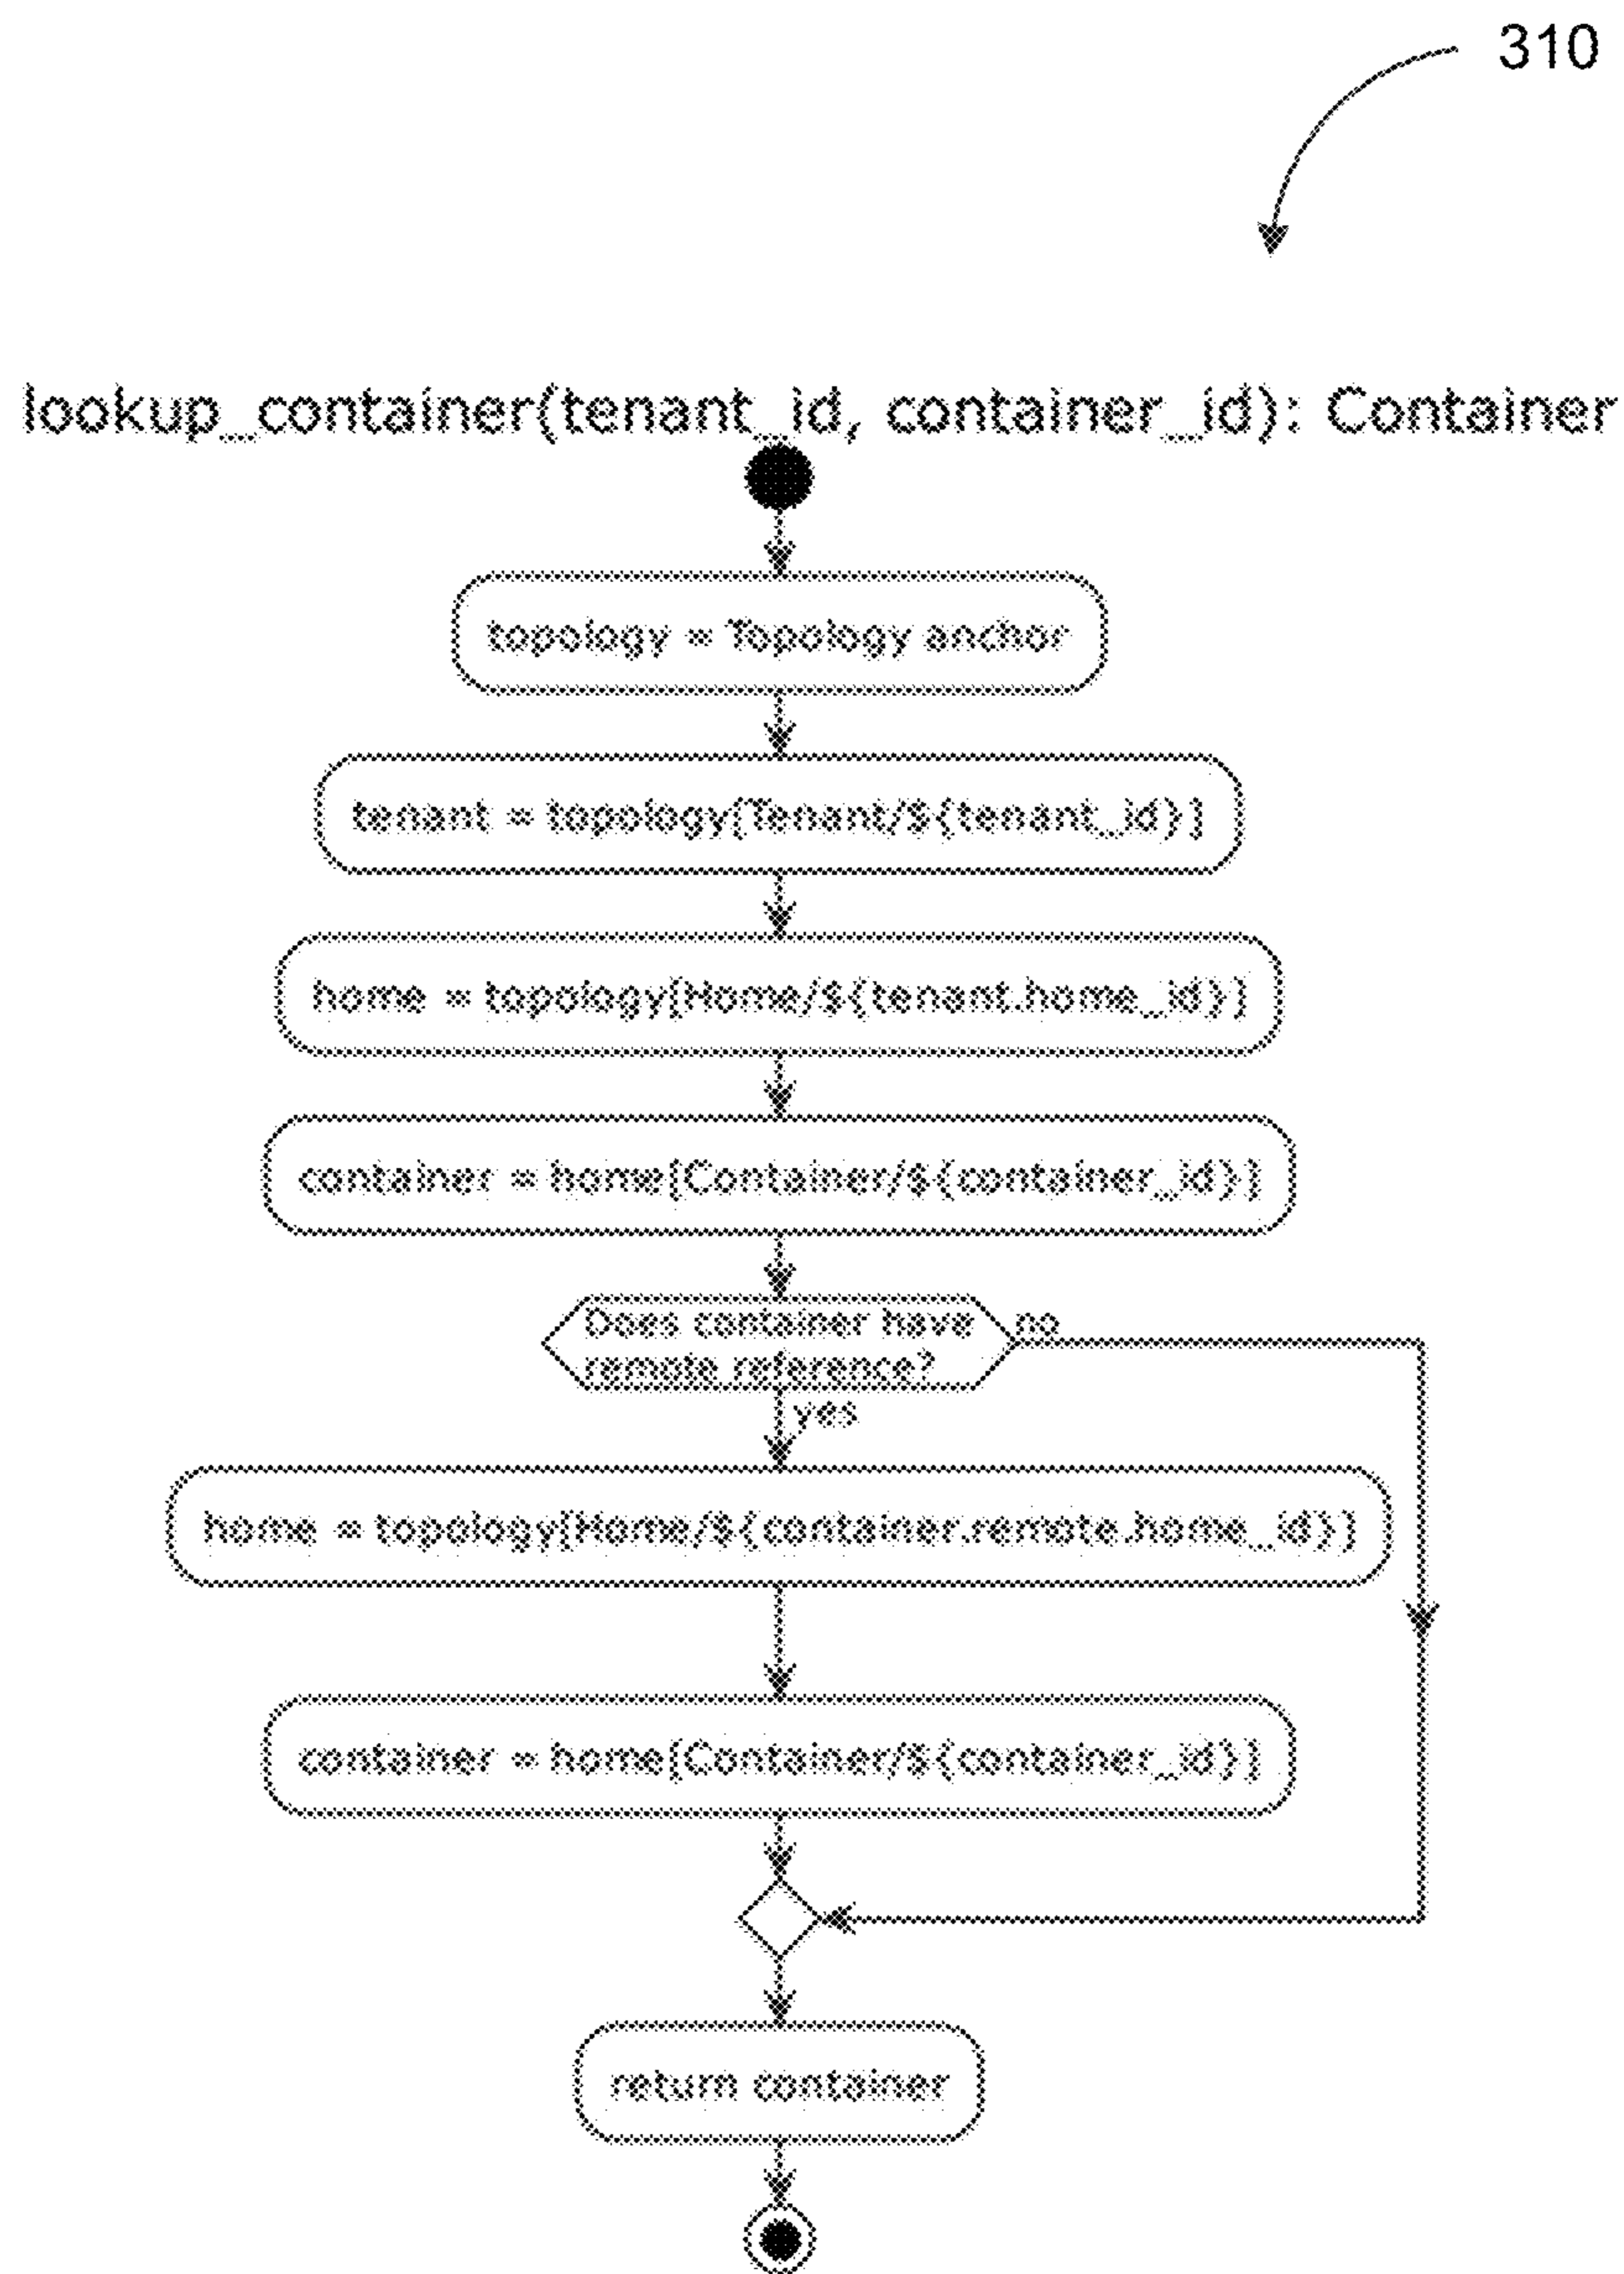 310
lookup_container(tenant_id, container_id): Container
topology = Topology anchor
tenant = topology[Tenant/${tenant_id}]
home = topology[Home/${tenant.home_id}]
container = home[Container/${container_id}]
Does container have
remote reference?
no
yes
home = topology[Home/${container.remote.home_id}]
container = home[Container/${container_id}]
return container